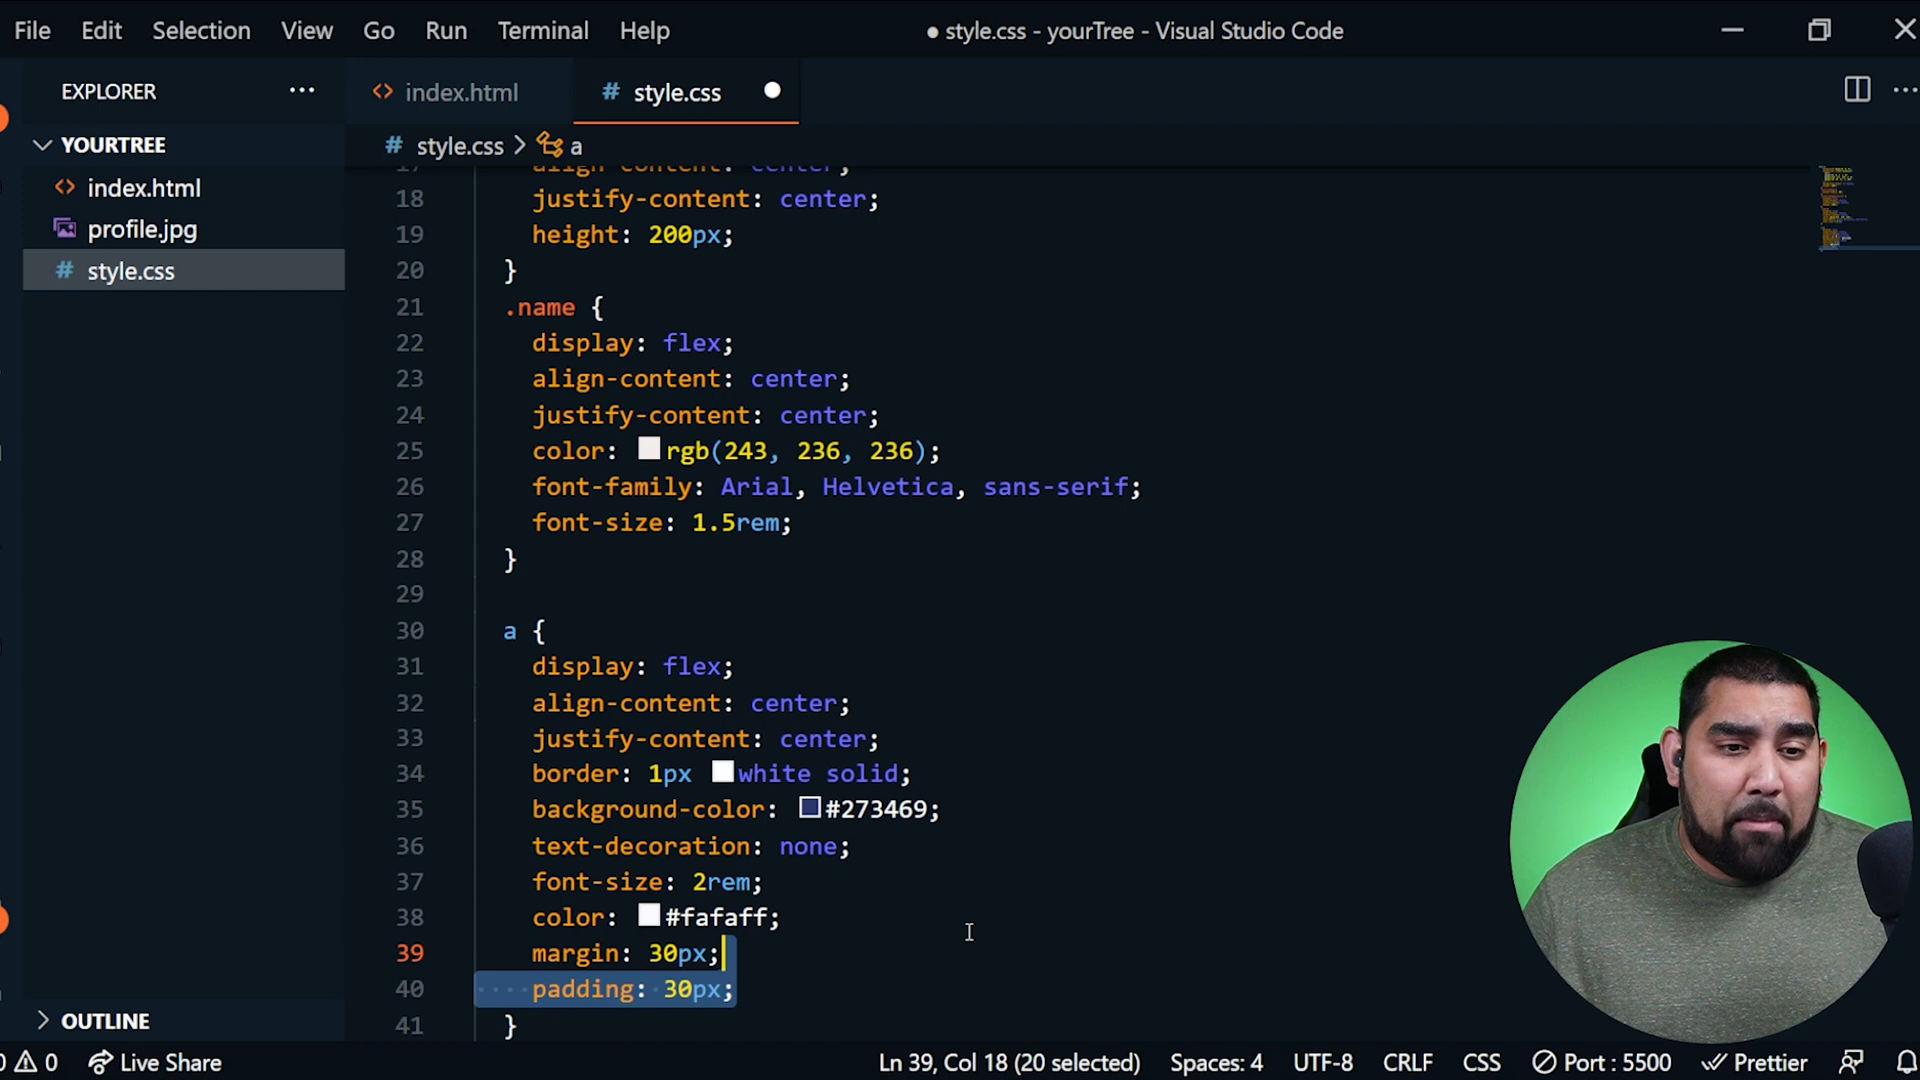 File Edit Selection View Go Run Terminal Help ● style.css - yourTree - Visual Studio Code
EXPLORER ··· <> index.html # style.css ● ···
YOURTREE # style.css > a
<> index.html
profile.jpg
# style.css
17 align-content: center;
18 justify-content: center;
19 height: 200px;
20 }
21 .name {
22 display: flex;
23 align-content: center;
24 justify-content: center;
25 color: rgb(243, 236, 236);
26 font-family: Arial, Helvetica, sans-serif;
27 font-size: 1.5rem;
28 }
29
30 a {
31 display: flex;
32 align-content: center;
33 justify-content: center;
34 border: 1px white solid;
35 background-color: #273469;
36 text-decoration: none;
37 font-size: 2rem;
38 color: #fafaff;
39 margin: 30px;
40 padding: 30px;
41 }
> OUTLINE
0 0 Live Share Ln 39, Col 18 (20 selected) Spaces: 4 UTF-8 CRLF CSS Port : 5500 Prettier